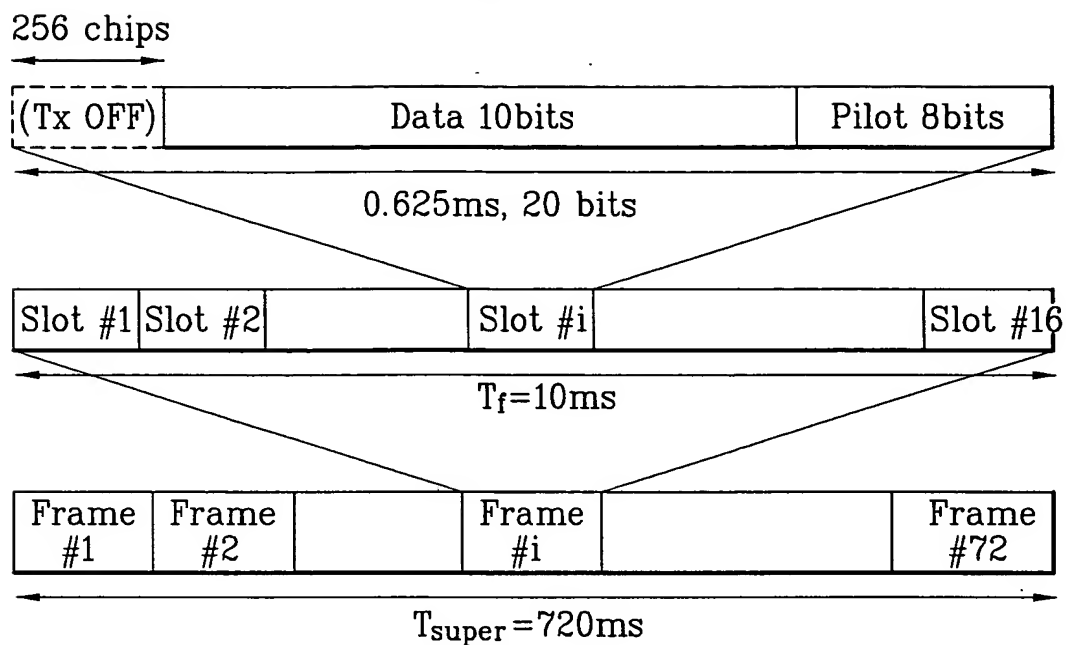 256 chips
(Tx OFF) Data 10bits Pilot 8bits
0.625ms, 20 bits
Slot #1 Slot #2 Slot #i Slot #16
Tf=10ms
Frame #1 Frame #2 Frame #i Frame #72
Tsuper=720ms